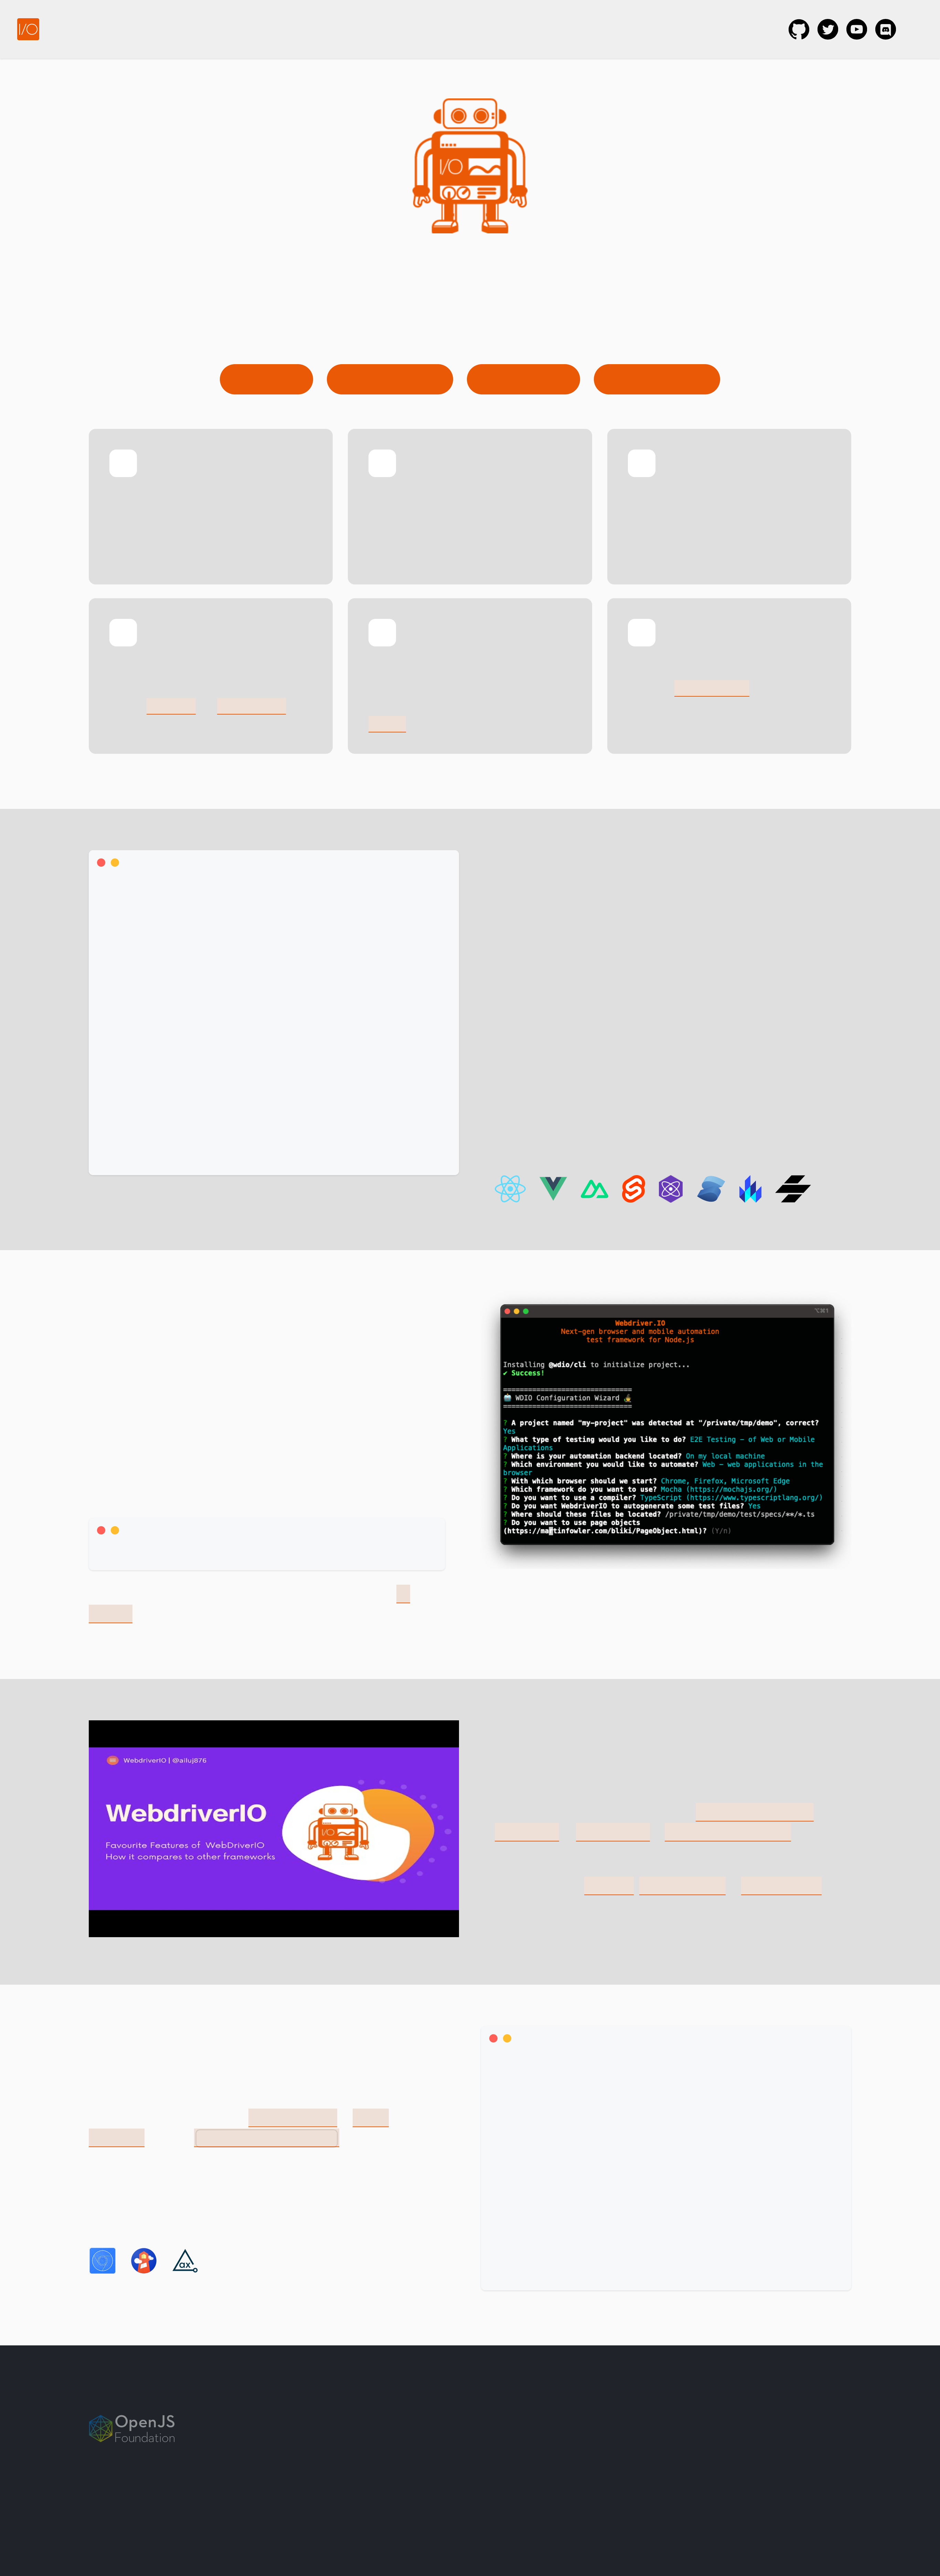 I/O
I/O
Webdriver.IO
Next-gen browser and mobile automation
test framework for Node.js
Installing @wdio/cli to initialize project...
✔ Success!
===============================
🤖 WDIO Configuration Wizard 🧙
===============================
? A project named "my-project" was detected at "/private/tmp/demo", correct?
Yes
? What type of testing would you like to do? E2E Testing - of Web or Mobile
Applications
? Where is your automation backend located? On my local machine
? Which environment you would like to automate? Web - web applications in the
browser
? With which browser should we start? Chrome, Firefox, Microsoft Edge
? Which framework do you want to use? Mocha (https://mochajs.org/)
? Do you want to use a compiler? TypeScript (https://www.typescriptlang.org/)
? Do you want WebdriverIO to autogenerate some test files? Yes
? Where should these files be located? /private/tmp/demo/test/specs/**/*.ts
? Do you want to use page objects
(https://martinfowler.com/bliki/PageObject.html)? (Y/n)
WebdriverIO | @ailuj876
WebdriverIO
Favourite Features of WebDriverIO
How it compares to other frameworks
ax
OpenJS
Foundation